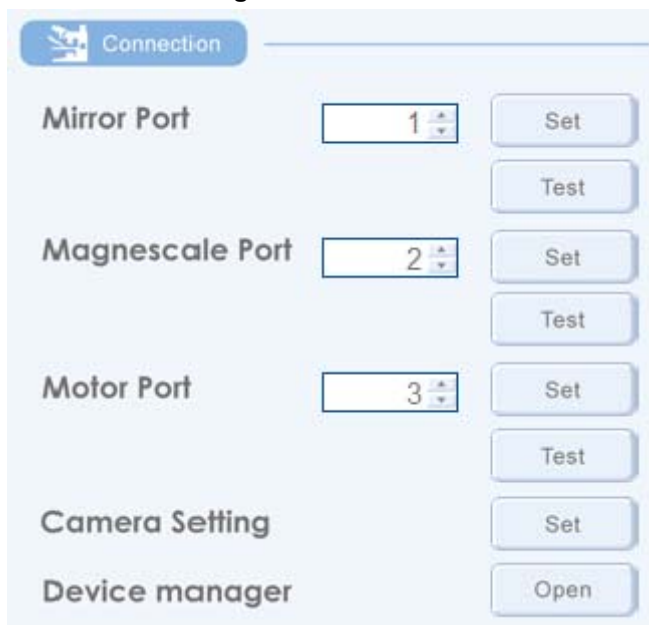 Connection
Mirror Port 1 Set
Test
Magnescale Port 2 Set
Test
Motor Port 3 Set
Test
Camera Setting Set
Device manager Open